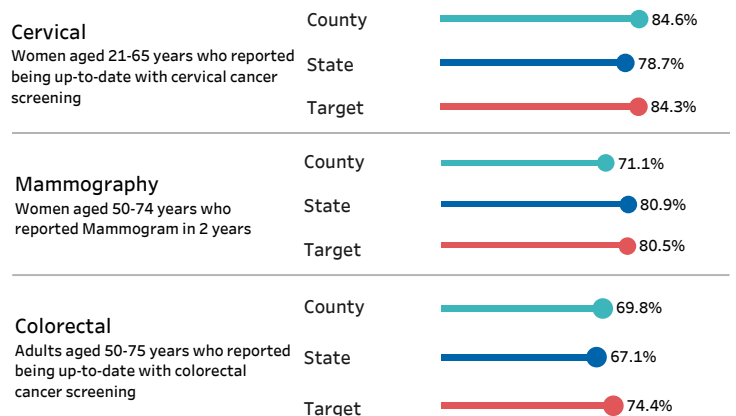 Cervical
Women aged 21-65 years who reported
being up-to-date with cervical cancer
screening
County
84.6%
State
78.7%
Target
84.3%
Mammography
Women aged 50-74 years who
reported Mammogram in 2 years
County
71.1%
State
80.9%
Target
80.5%
Colorectal
Adults aged 50-75 years who reported
being up-to-date with colorectal
cancer screening
County
69.8%
State
67.1%
Target
74.4%